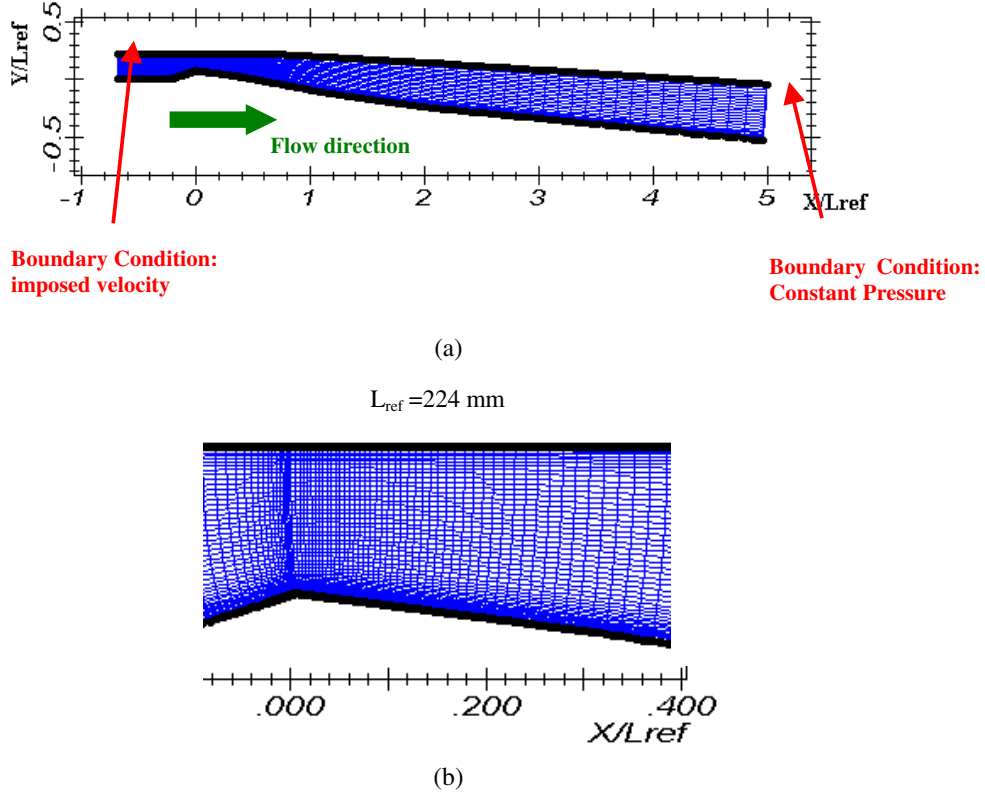 0.5
Y/Lref
-0.5
Flow direction
-1 0 1 2 3 4 5 X/Lref
Boundary Condition:
imposed velocity
Boundary Condition:
Constant Pressure
(a)
Lref =224 mm
.000 .200 .400
X/Lref
(b)